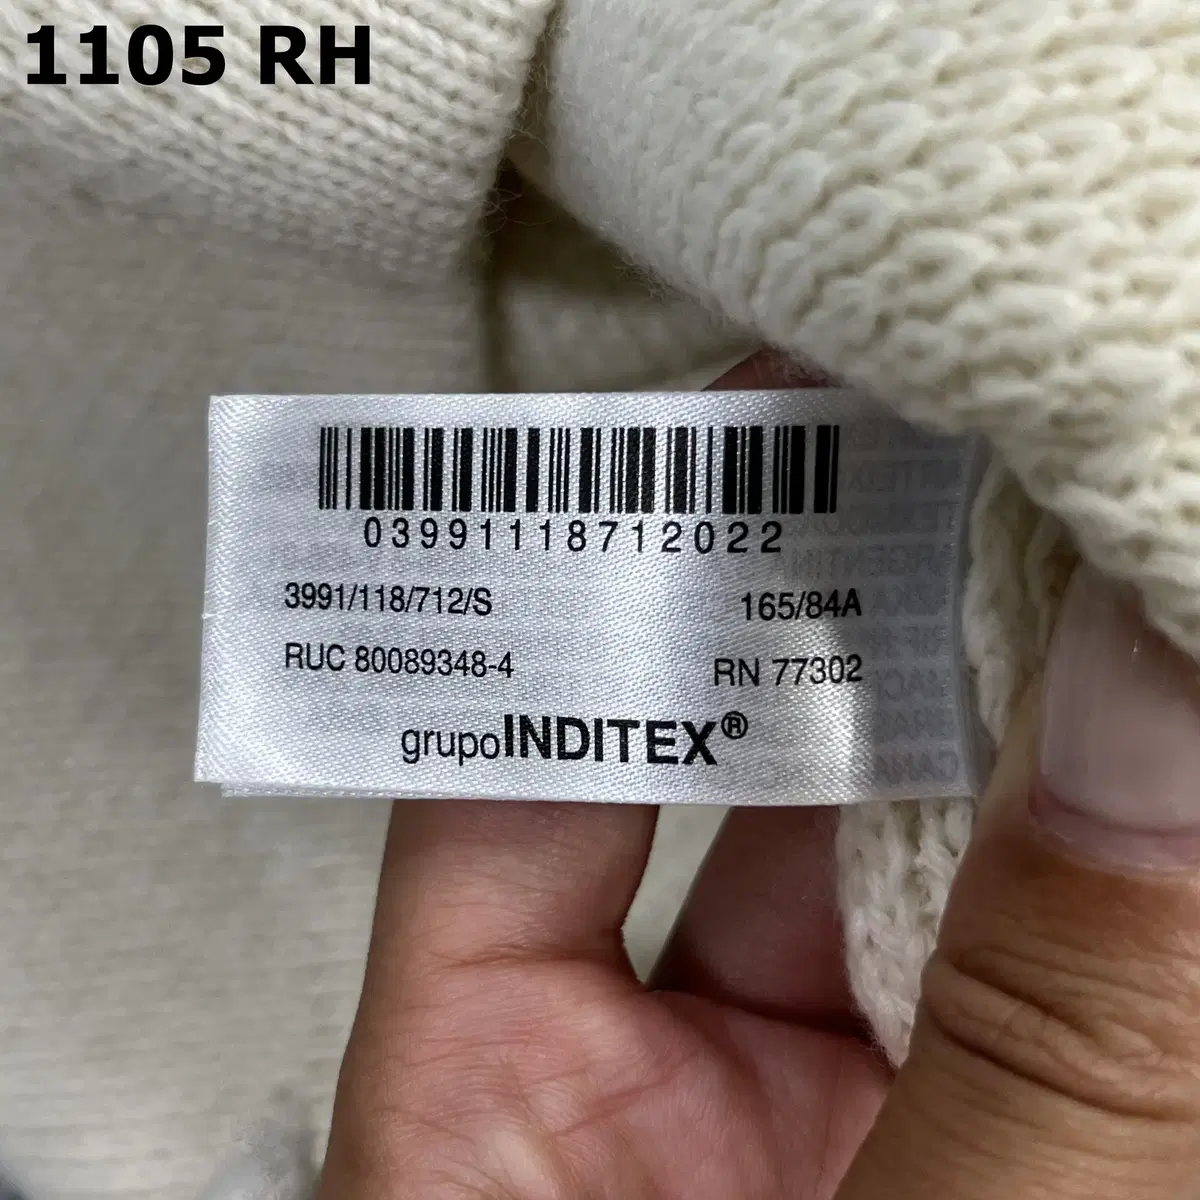 1105 RH
03991118712022
3991/118/712/S 165/84A
RUC 80089348-4 RN 77302
grupoINDITEX®